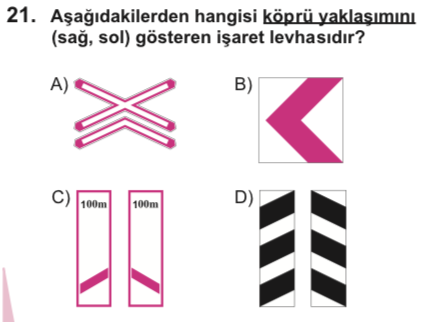 21. Aşağıdakilerden hangisi köprü yaklaşımını
(sağ, sol) gösteren işaret levhasıdır?
A)
B)
C)
100m
100m
D)